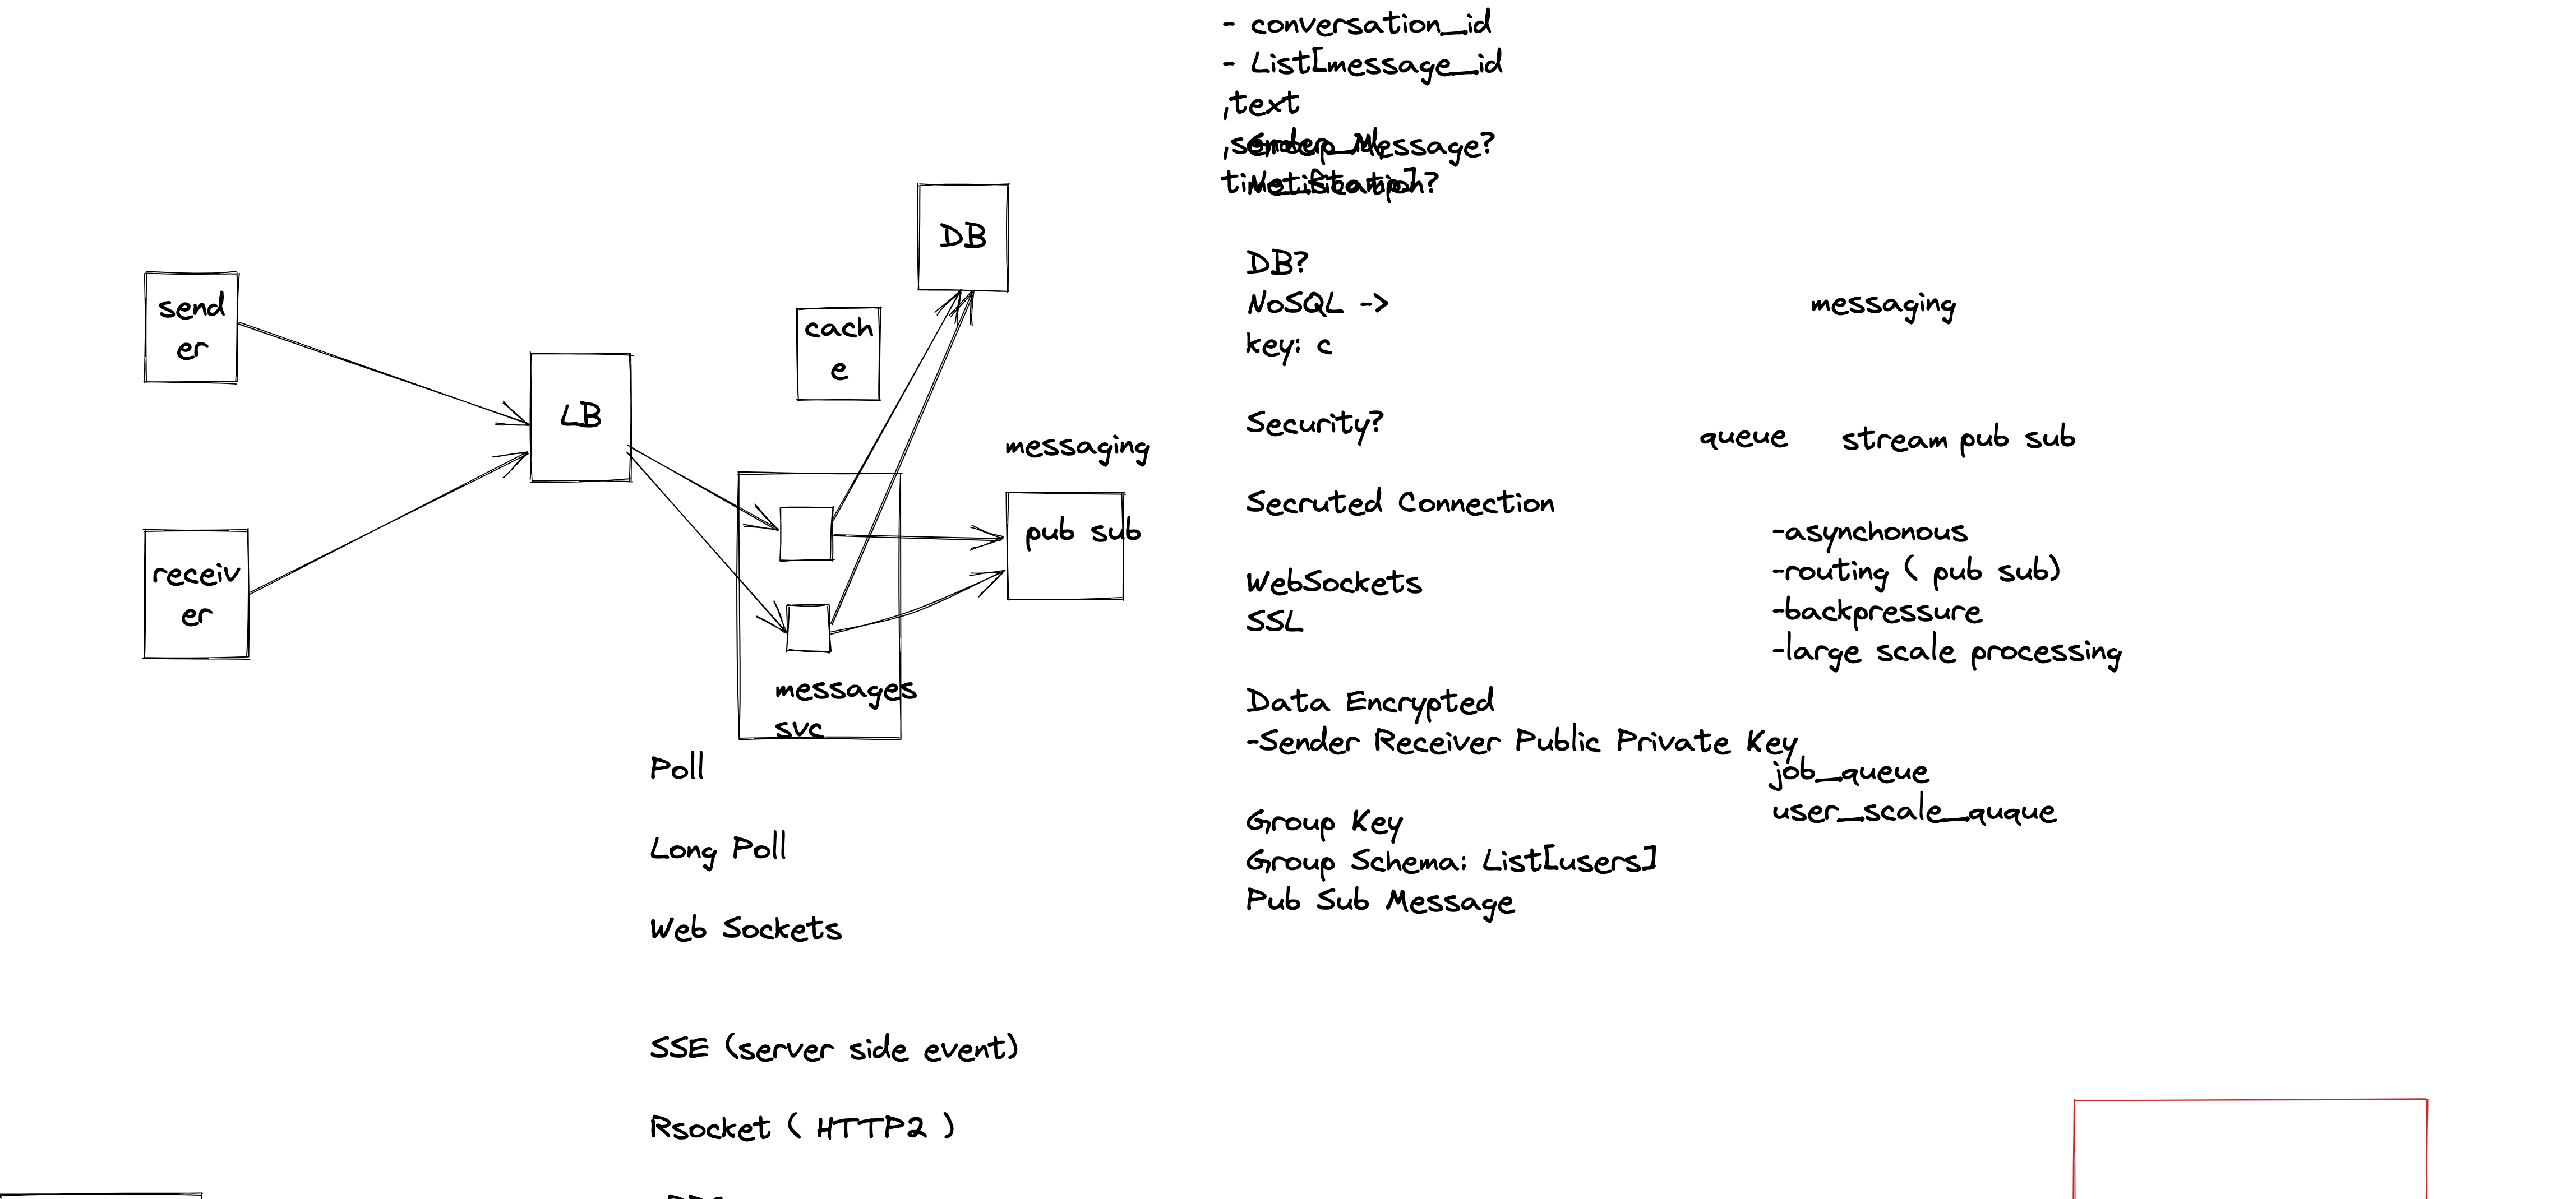 - conversation_id
- List[message_id
,text
,sender_id,
Group Message?
time_stamp]
Notification?
DB
send
er
cach
e
LB
receiv
er
messaging
pub sub
messages
svc
Poll
Long Poll
Web Sockets
SSE (server side event)
Rsocket ( HTTP2 )
DB?
NoSQL ->
key: c
Security?
Secruted Connection
WebSockets
SSL
Data Encrypted
-Sender Receiver Public Private Key
Group Key
Group Schema: List[users]
Pub Sub Message
messaging
queue
stream
pub sub
-asynchonous
-routing ( pub sub)
-backpressure
-large scale processing
job_queue
user_scale_quque